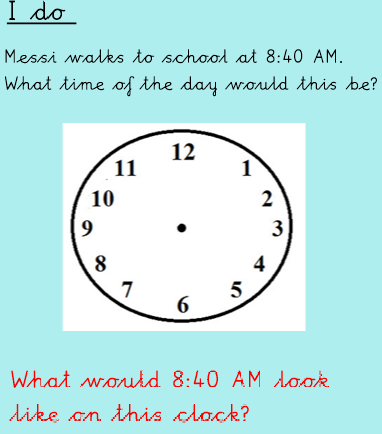 I do
Messi walks to school at 8:40 AM.
What time of the day would this be?
12
11 1
10 2
9 3
8 4
7 5
6
What would 8:40 AM look
like on this clock?